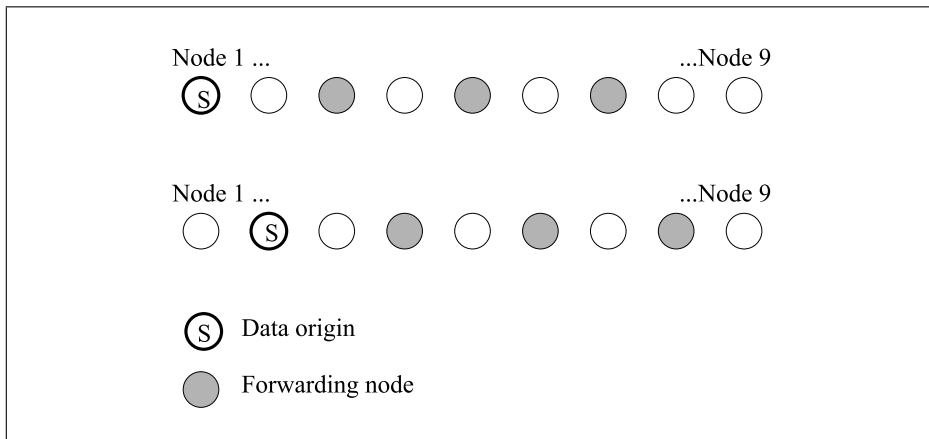 Node 1 ... ...Node 9
S
Node 1 ... ...Node 9
S
S Data origin
Forwarding node